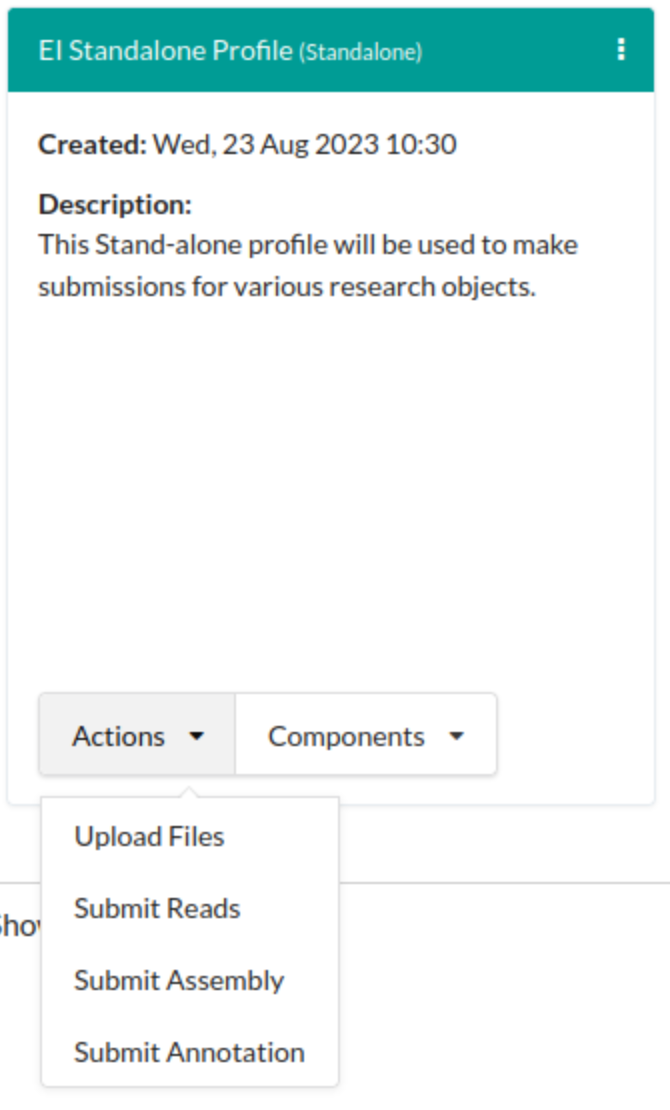 EI Standalone Profile (Standalone)
Created: Wed, 23 Aug 2023 10:30
Description:
This Stand-alone profile will be used to make
submissions for various research objects.
Actions Components
Upload Files
Submit Reads
Submit Assembly
Submit Annotation